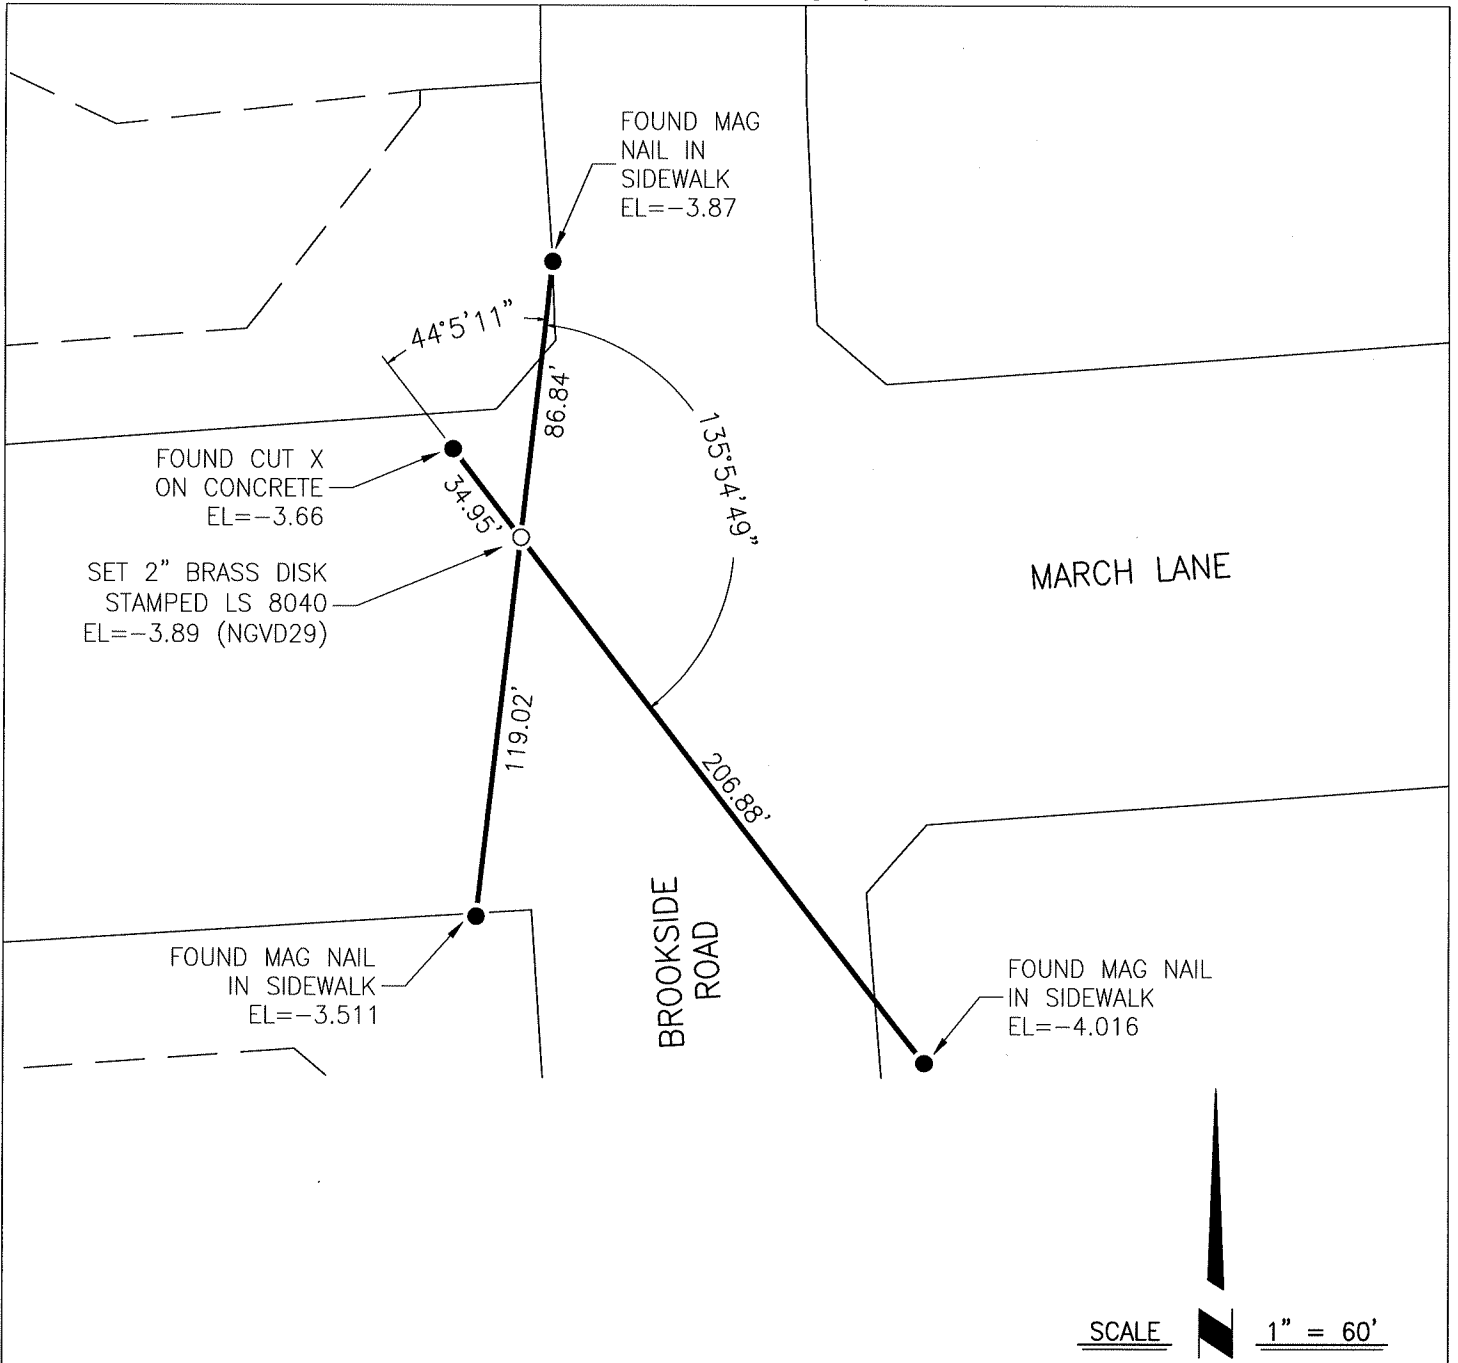 FOUND MAG
NAIL IN
SIDEWALK
EL=-3.87
44°5'11"
86.84'
135°54'49"
FOUND CUT X
ON CONCRETE
EL=-3.66
34.95'
SET 2" BRASS DISK
STAMPED LS 8040
EL=-3.89 (NGVD29)
MARCH LANE
119.02'
206.88'
BROOKSIDE
ROAD
FOUND MAG NAIL
IN SIDEWALK
EL=-3.511
FOUND MAG NAIL
IN SIDEWALK
EL=-4.016
SCALE N 1" = 60'